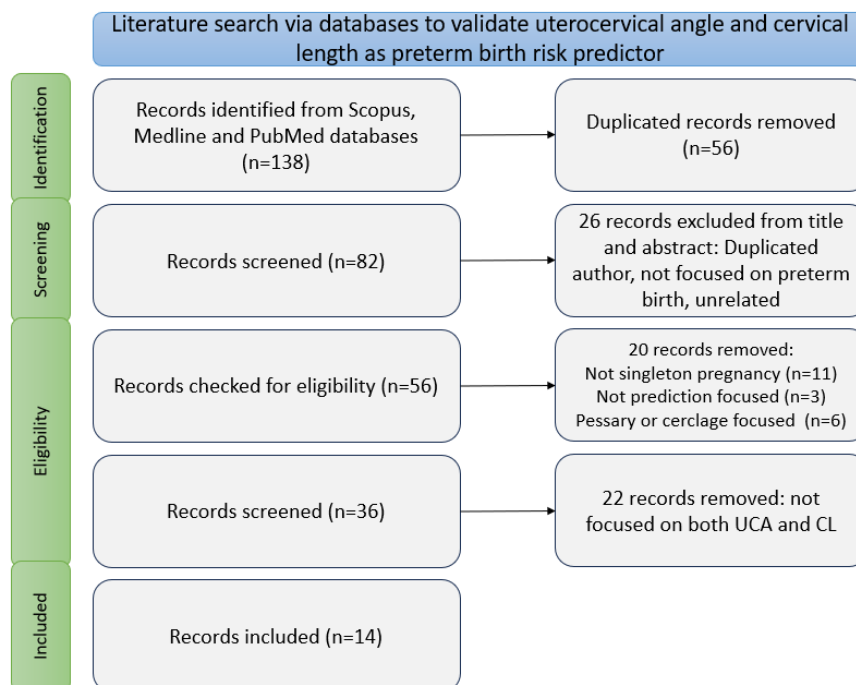 Literature search via databases to validate uterocervical angle and cervical
length as preterm birth risk predictor
Identification
Records identified from Scopus,
Medline and PubMed databases
(n=138)
Duplicated records removed
(n=56)
Screening
Records screened (n=82)
26 records excluded from title
and abstract: Duplicated
author, not focused on preterm
birth, unrelated
Eligibility
Records checked for eligibility (n=56)
20 records removed:
Not singleton pregnancy (n=11)
Not prediction focused (n=3)
Pessary or cerclage focused (n=6)
Records screened (n=36)
22 records removed: not
focused on both UCA and CL
Included
Records included (n=14)